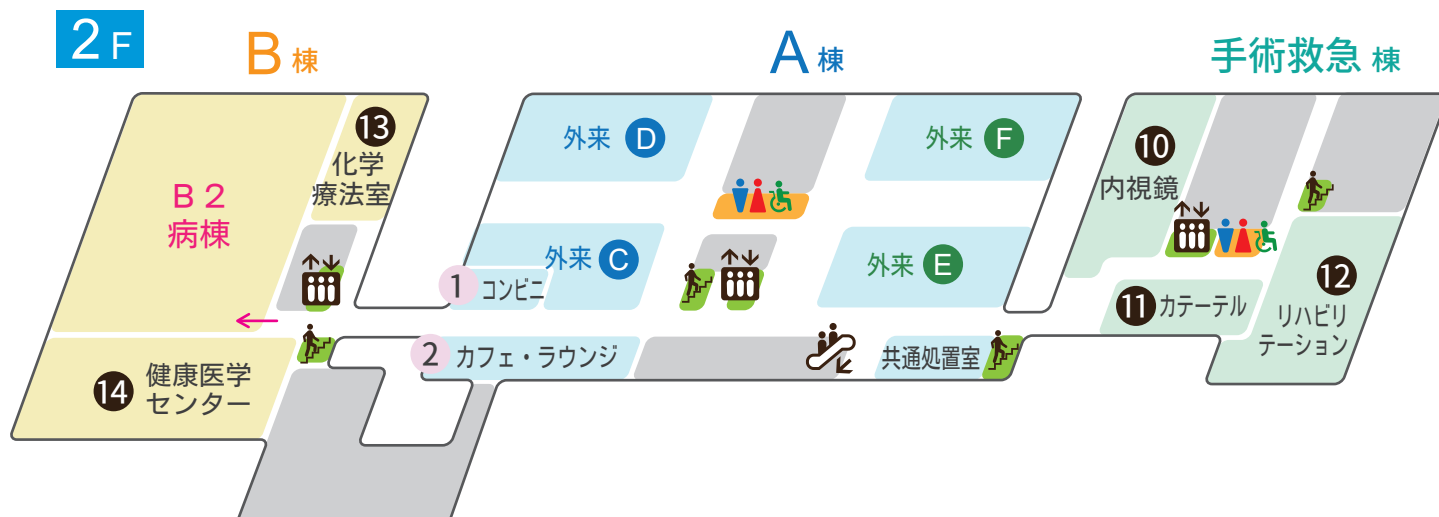 2F
B棟
A棟
手術救急棟
13
化学
療法室
B2
病棟
14
健康医学
センター
外来 D
外来 F
外来 C
外来 E
1 コンビニ
2 カフェ・ラウンジ
共通処置室
10
内視鏡
11 カテーテル
12
リハビリ
テーション